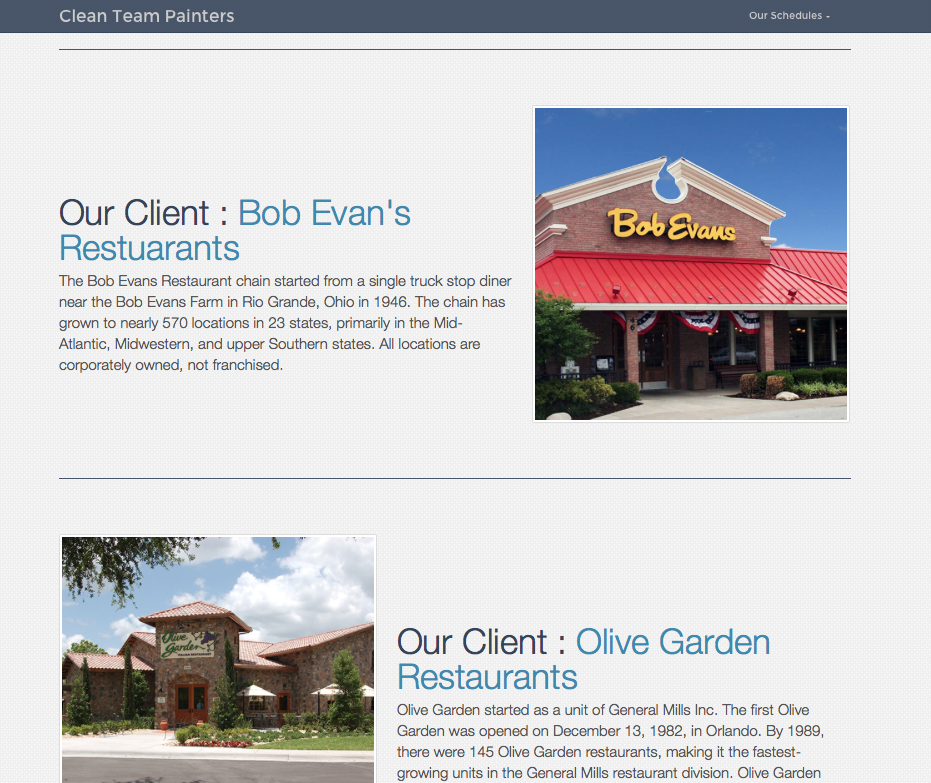 Clean Team Painters
Our Schedules
Our Client : Bob Evan's
Restuarants
The Bob Evans Restaurant chain started from a single truck stop diner
near the Bob Evans Farm in Rio Grande, Ohio in 1946. The chain has
grown to nearly 570 locations in 23 states, primarily in the Mid-
Atlantic, Midwestern, and upper Southern states. All locations are
corporately owned, not franchised.
Bob Evans
Olive
Garden
ITALIAN RESTAURANT
Our Client : Olive Garden
Restaurants
Olive Garden started as a unit of General Mills Inc. The first Olive
Garden was opened on December 13, 1982, in Orlando. By 1989,
there were 145 Olive Garden restaurants, making it the fastest-
growing units in the General Mills restaurant division. Olive Garden